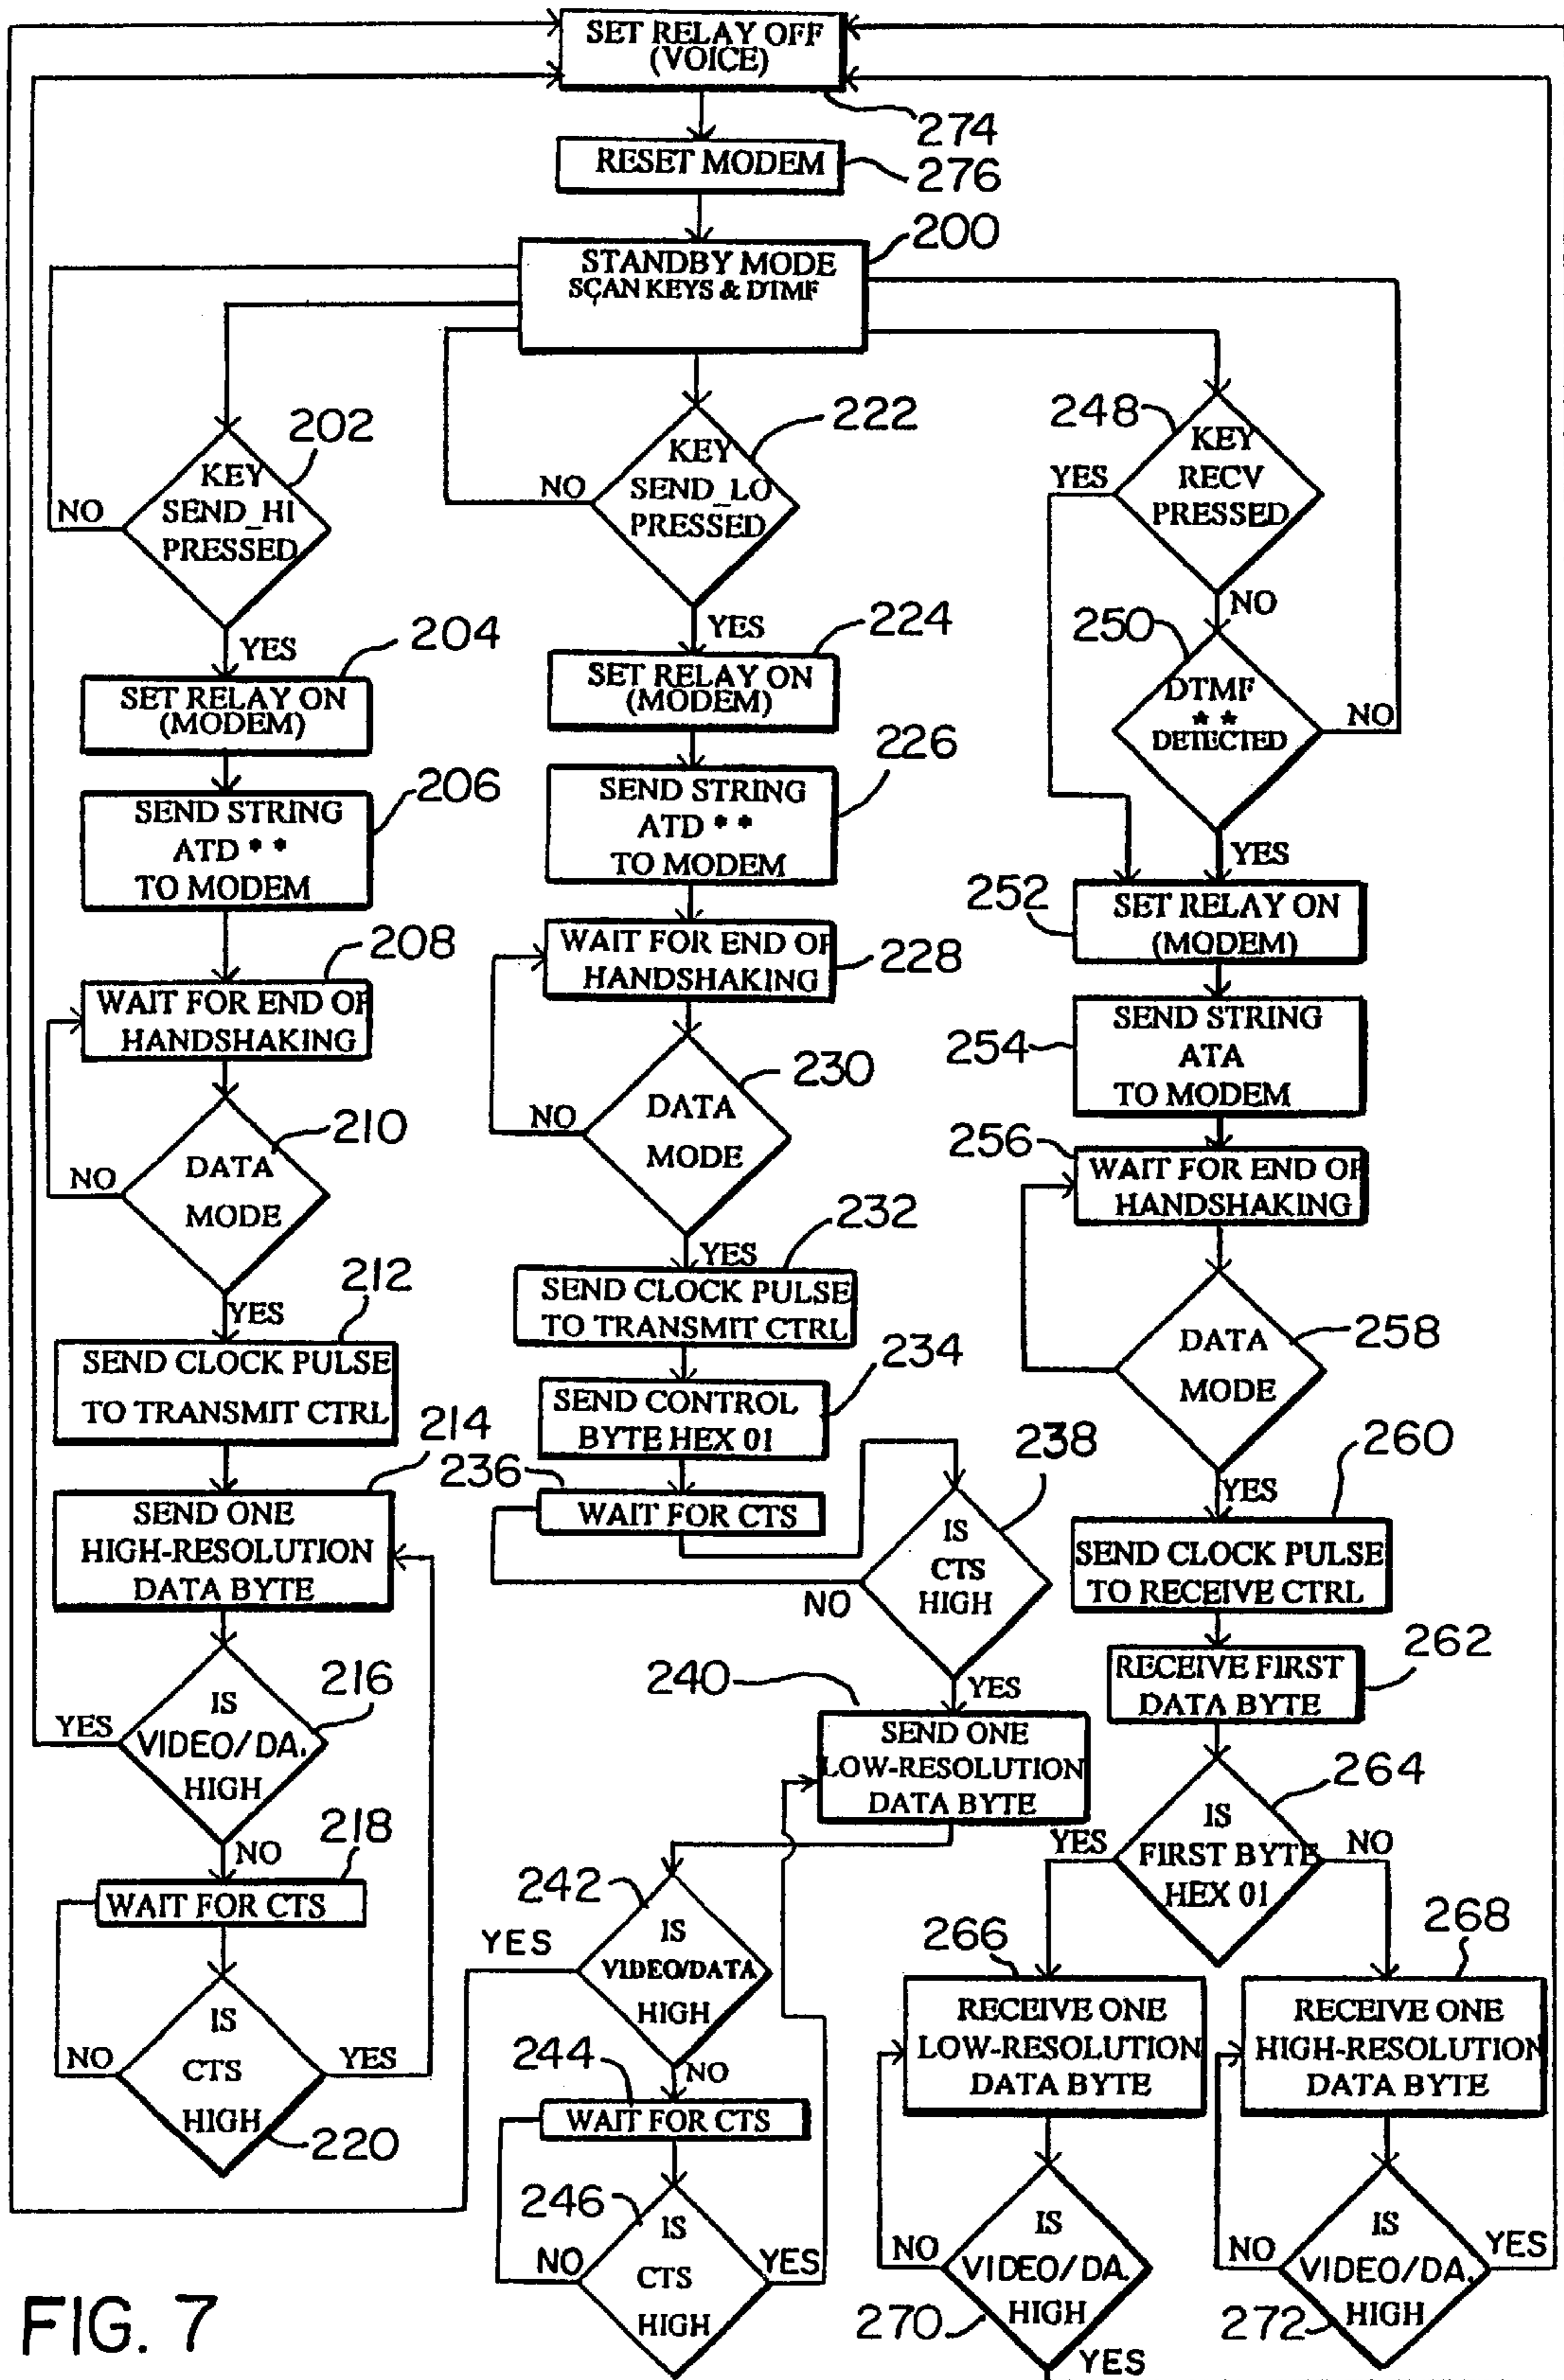 SET RELAY OFF
(VOICE)
274
RESET MODEM
276
200
STANDBY MODE
SCAN KEYS & DTMF
202
KEY
SEND_HI
PRESSED
NO
YES
204
SET RELAY ON
(MODEM)
206
SEND STRING
ATD * *
TO MODEM
208
WAIT FOR END OF
HANDSHAKING
210
DATA
MODE
NO
YES
212
SEND CLOCK PULSE
TO TRANSMIT CTRL
214
SEND ONE
HIGH-RESOLUTION
DATA BYTE
216
IS
VIDEO/DA.
HIGH
YES
NO
218
WAIT FOR CTS
IS
CTS
HIGH
NO
YES
220
222
KEY
SEND_LO
PRESSED
NO
YES
224
SET RELAY ON
(MODEM)
226
SEND STRING
ATD * *
TO MODEM
WAIT FOR END OF
HANDSHAKING
228
230
DATA
MODE
NO
YES
232
SEND CLOCK PULSE
TO TRANSMIT CTRL
234
SEND CONTROL
BYTE HEX 01
236
WAIT FOR CTS
238
IS
CTS
HIGH
NO
YES
240
SEND ONE
LOW-RESOLUTION
DATA BYTE
242
IS
VIDEO/DATA
HIGH
YES
NO
244
WAIT FOR CTS
246
IS
CTS
HIGH
NO
YES
248
KEY
RECV
PRESSED
YES
NO
250
DTMF
* *
DETECTED
NO
YES
252
SET RELAY ON
(MODEM)
254
SEND STRING
ATA
TO MODEM
256
WAIT FOR END OF
HANDSHAKING
258
DATA
MODE
YES
260
SEND CLOCK PULSE
TO RECEIVE CTRL
262
RECEIVE FIRST
DATA BYTE
264
IS
FIRST BYTE
HEX 01
YES
NO
266
RECEIVE ONE
LOW-RESOLUTION
DATA BYTE
268
RECEIVE ONE
HIGH-RESOLUTION
DATA BYTE
IS
VIDEO/DA.
HIGH
NO
270
YES
IS
VIDEO/DA.
HIGH
NO
YES
272
FIG. 7